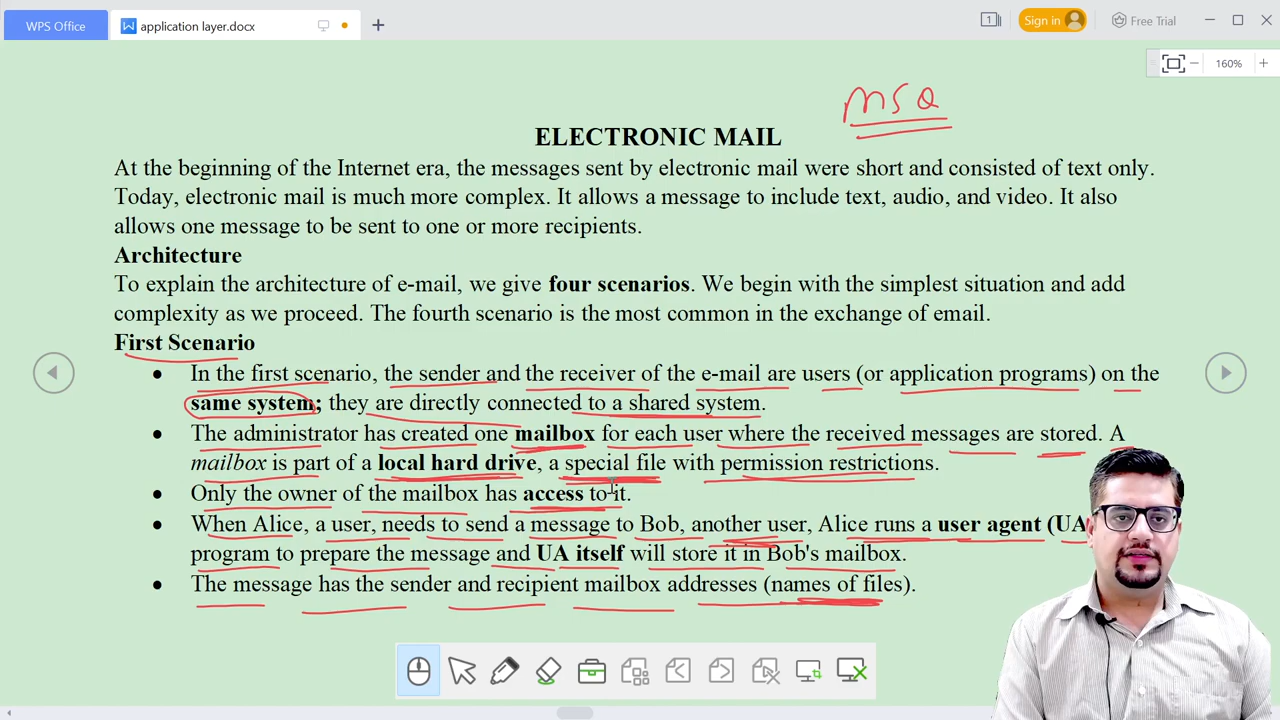 WPS Office
application layer.docx
1
Sign in
Free Trial
160%
MSQ
ELECTRONIC MAIL
At the beginning of the Internet era, the messages sent by electronic mail were short and consisted of text only.
Today, electronic mail is much more complex. It allows a message to include text, audio, and video. It also
allows one message to be sent to one or more recipients.
Architecture
To explain the architecture of e-mail, we give four scenarios. We begin with the simplest situation and add
complexity as we proceed. The fourth scenario is the most common in the exchange of email.
First Scenario
• In the first scenario, the sender and the receiver of the e-mail are users (or application programs) on the
same system; they are directly connected to a shared system.
• The administrator has created one mailbox for each user where the received messages are stored. A
mailbox is part of a local hard drive, a special file with permission restrictions.
• Only the owner of the mailbox has access to it.
• When Alice, a user, needs to send a message to Bob, another user, Alice runs a user agent (UA
program to prepare the message and UA itself will store it in Bob's mailbox.
• The message has the sender and recipient mailbox addresses (names of files).